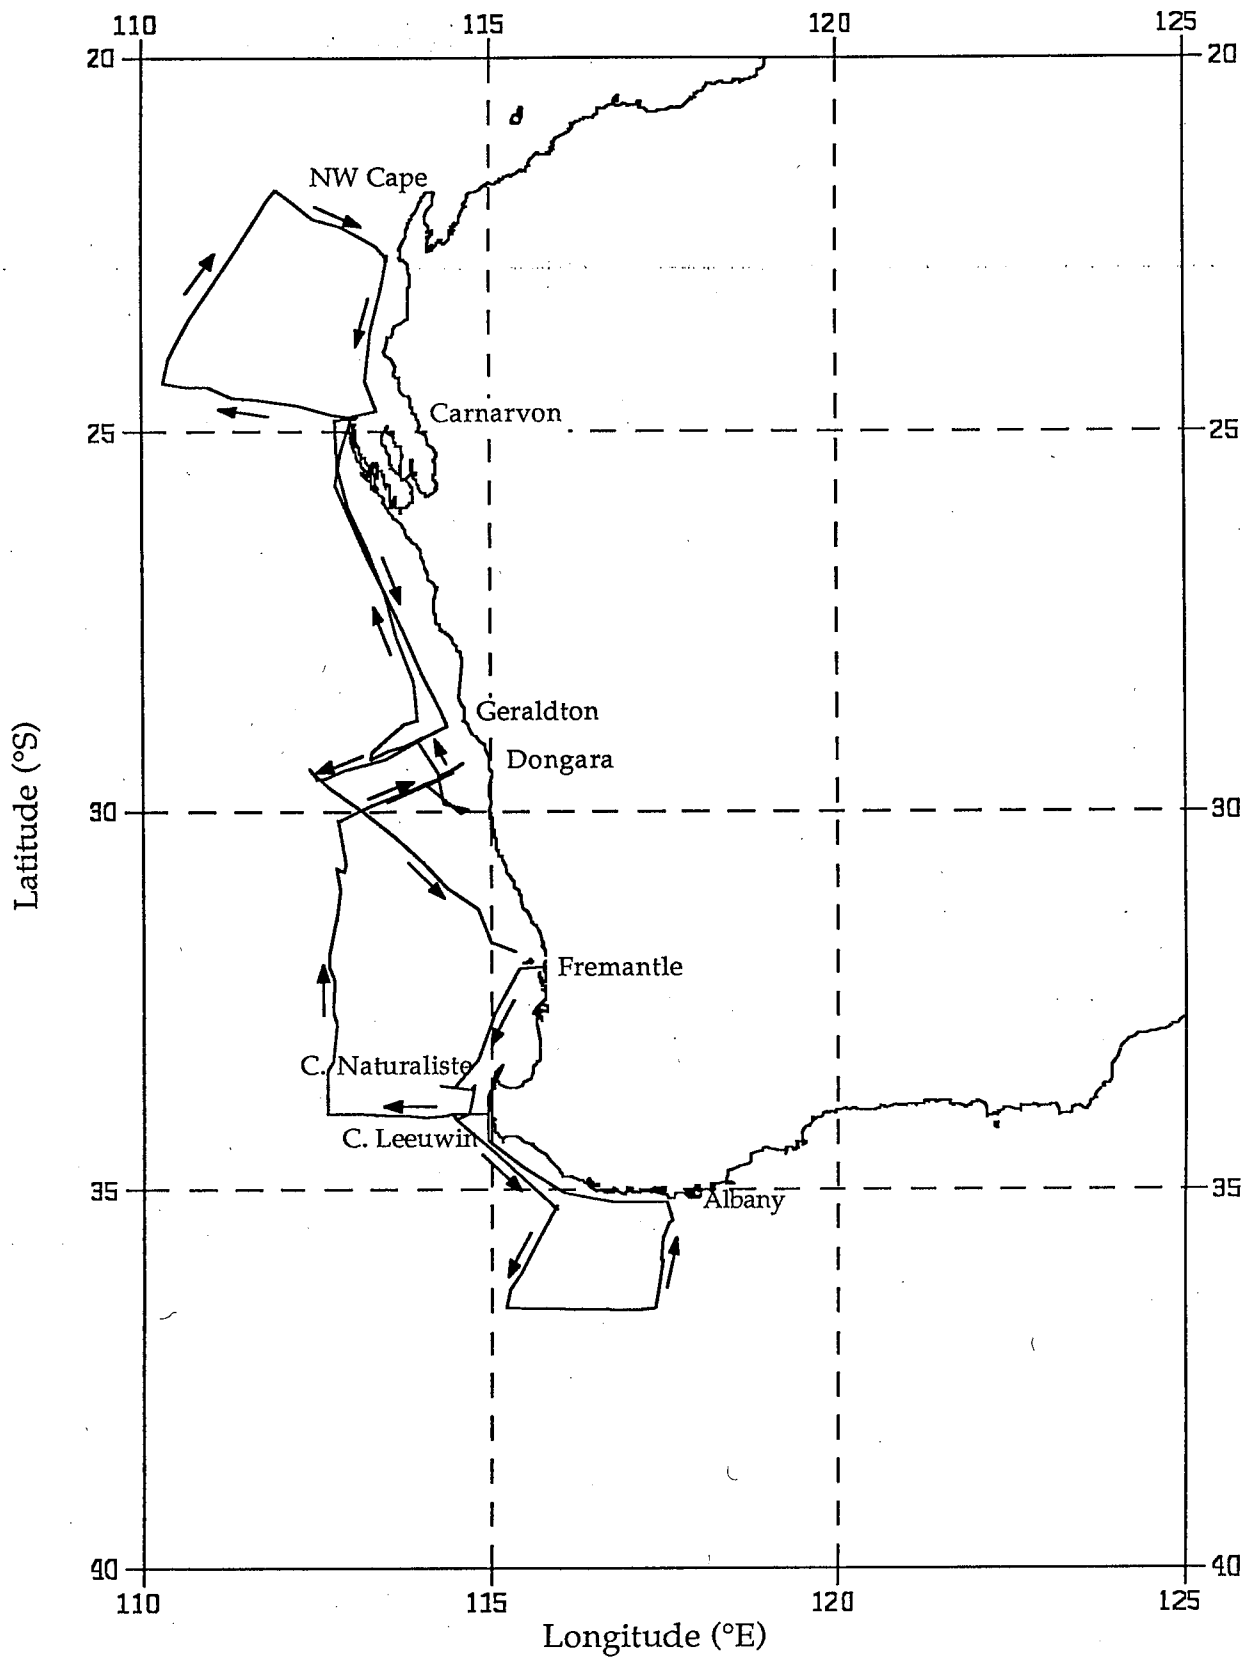 110 115 120 125
20 20
NW Cape
Carnarvon
25 25
Geraldton
Dongara
Latitude (°S)
30 30
Fremantle
C. Naturaliste
C. Leeuwin
35 35
Albany
40 40
110 115 120 125
Longitude (°E)